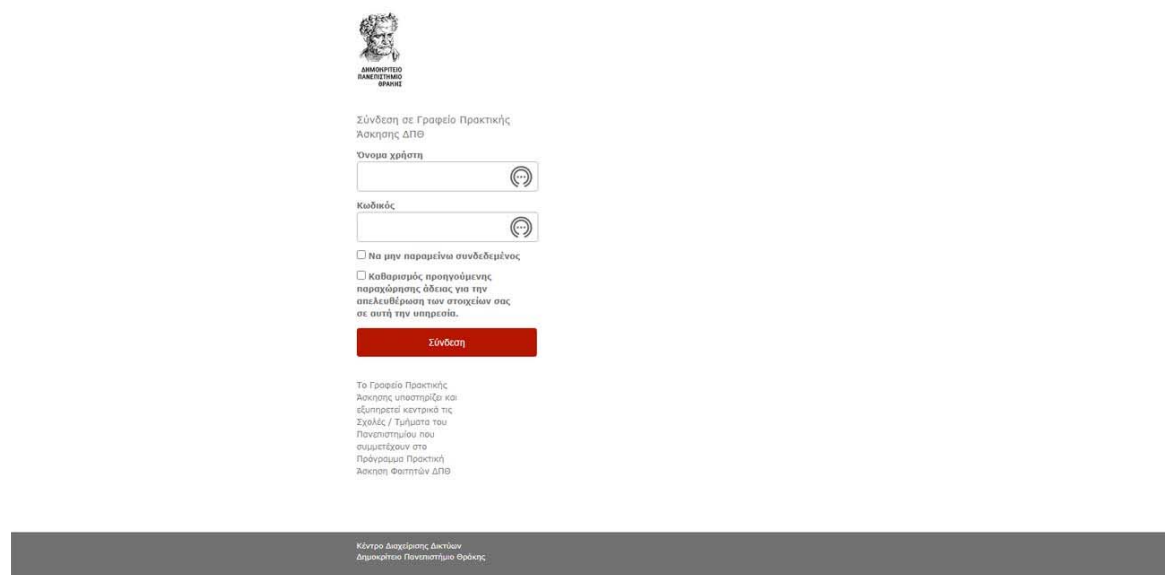 ΔΗΜΟΚΡΙΤΕΙΟ
ΠΑΝΕΠΙΣΤΗΜΙΟ
ΘΡΑΚΗΣ
Σύνδεση σε Γραφείο Πρακτικής
Άσκησης ΔΠΘ
Όνομα χρήστη
Κωδικός
Να μην παραμείνω συνδεδεμένος
Καθαρισμός προηγούμενης
παραχώρησης άδειας για την
απελευθέρωση των στοιχείων σας
σε αυτή την υπηρεσία.
Σύνδεση
Το Γραφείο Πρακτικής
Άσκησης υποστηρίζει και
εξυπηρετεί κεντρικά τις
Σχολές / Τμήματα του
Πανεπιστημίου που
συμμετέχουν στο
Πρόγραμμα Πρακτική
Άσκηση Φοιτητών ΔΠΘ
Κέντρο Διαχείρισης Δικτύων
Δημοκρίτειο Πανεπιστήμιο Θράκης